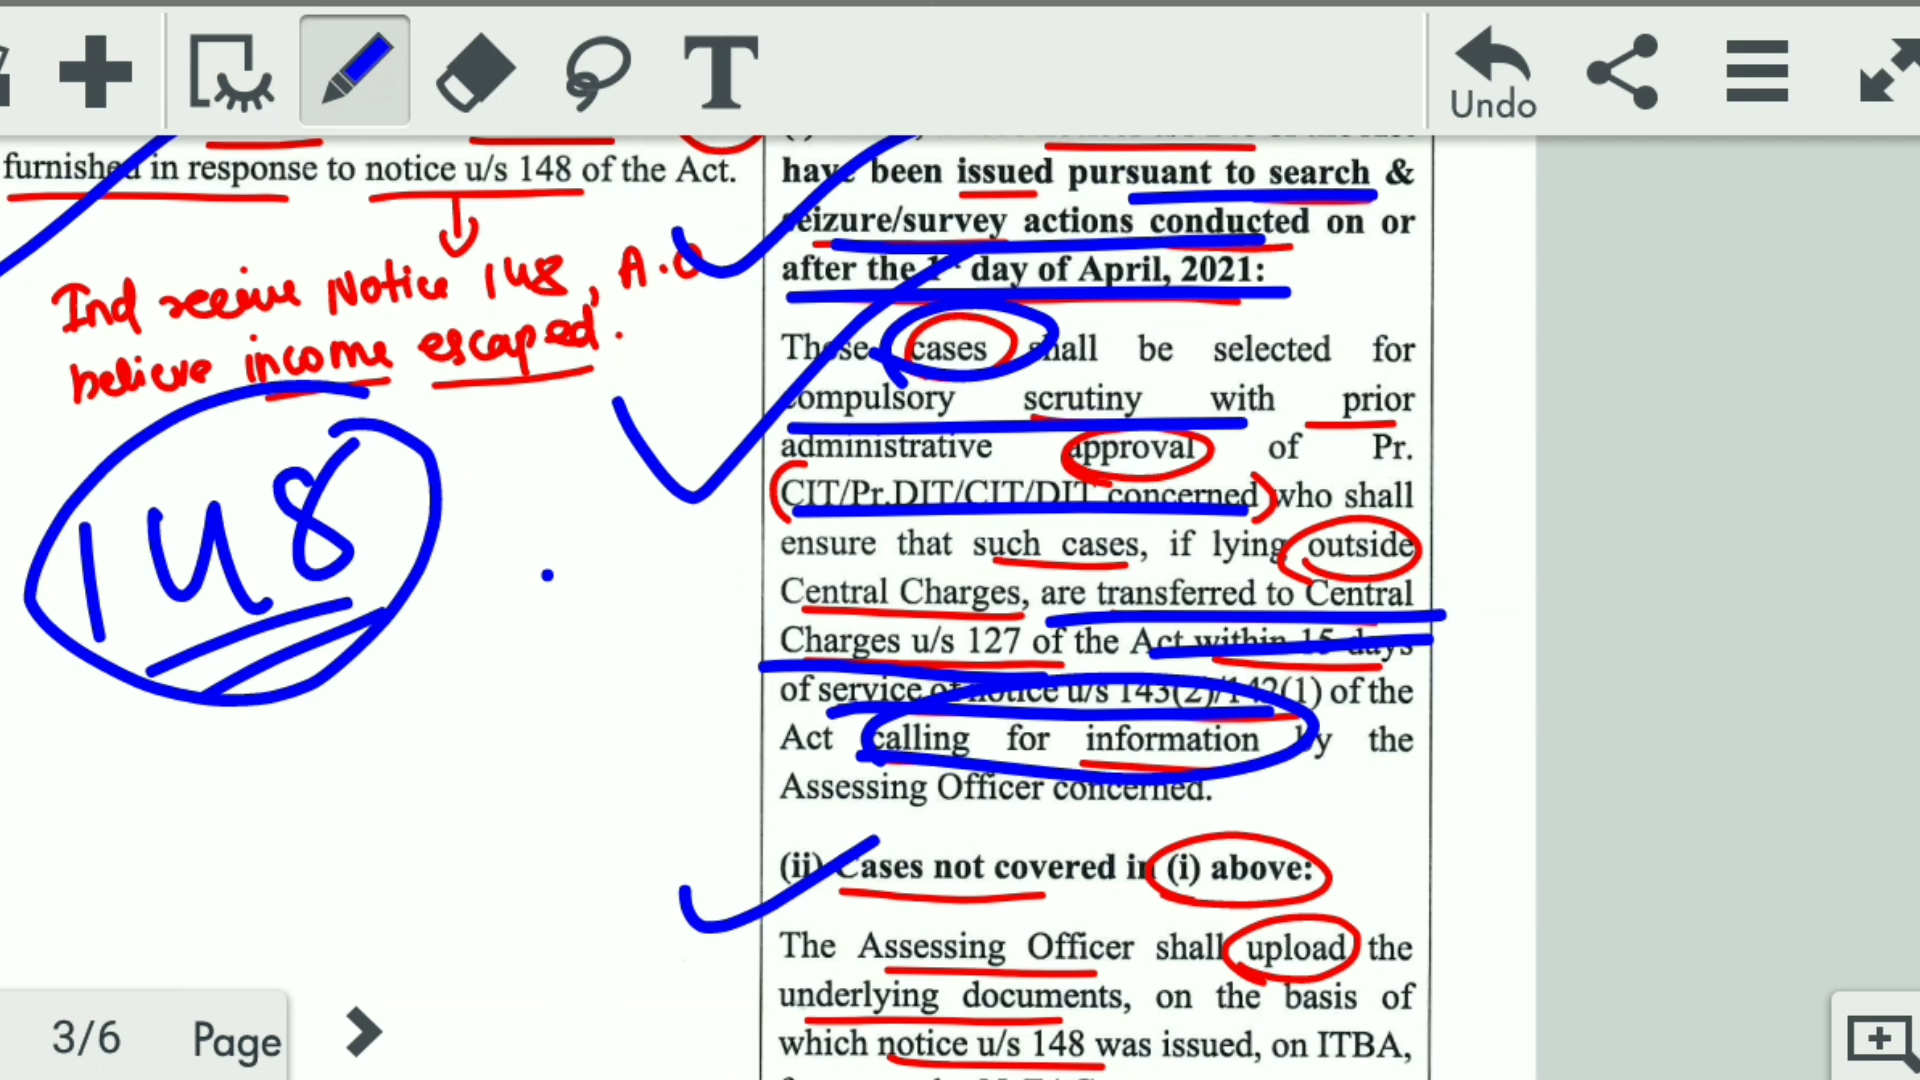 T
Undo
furnished in response to notice u/s 148 of the Act.
Ind receive Notice 148, A.O
believe income escaped.
148
have been issued pursuant to search &
seizure/survey actions conducted on or
after the 1st day of April, 2021:
These cases shall be selected for
compulsory scrutiny with prior
administrative approval of Pr.
CIT/Pr.DIT/CIT/DIT concerned who shall
ensure that such cases, if lying outside
Central Charges, are transferred to Central
Charges u/s 127 of the Act within 15 days
of service of notice u/s 143(2)/142(1) of the
Act calling for information by the
Assessing Officer concerned.
(ii) Cases not covered in (i) above:
The Assessing Officer shall upload the
underlying documents, on the basis of
which notice u/s 148 was issued, on ITBA,
3/6 Page